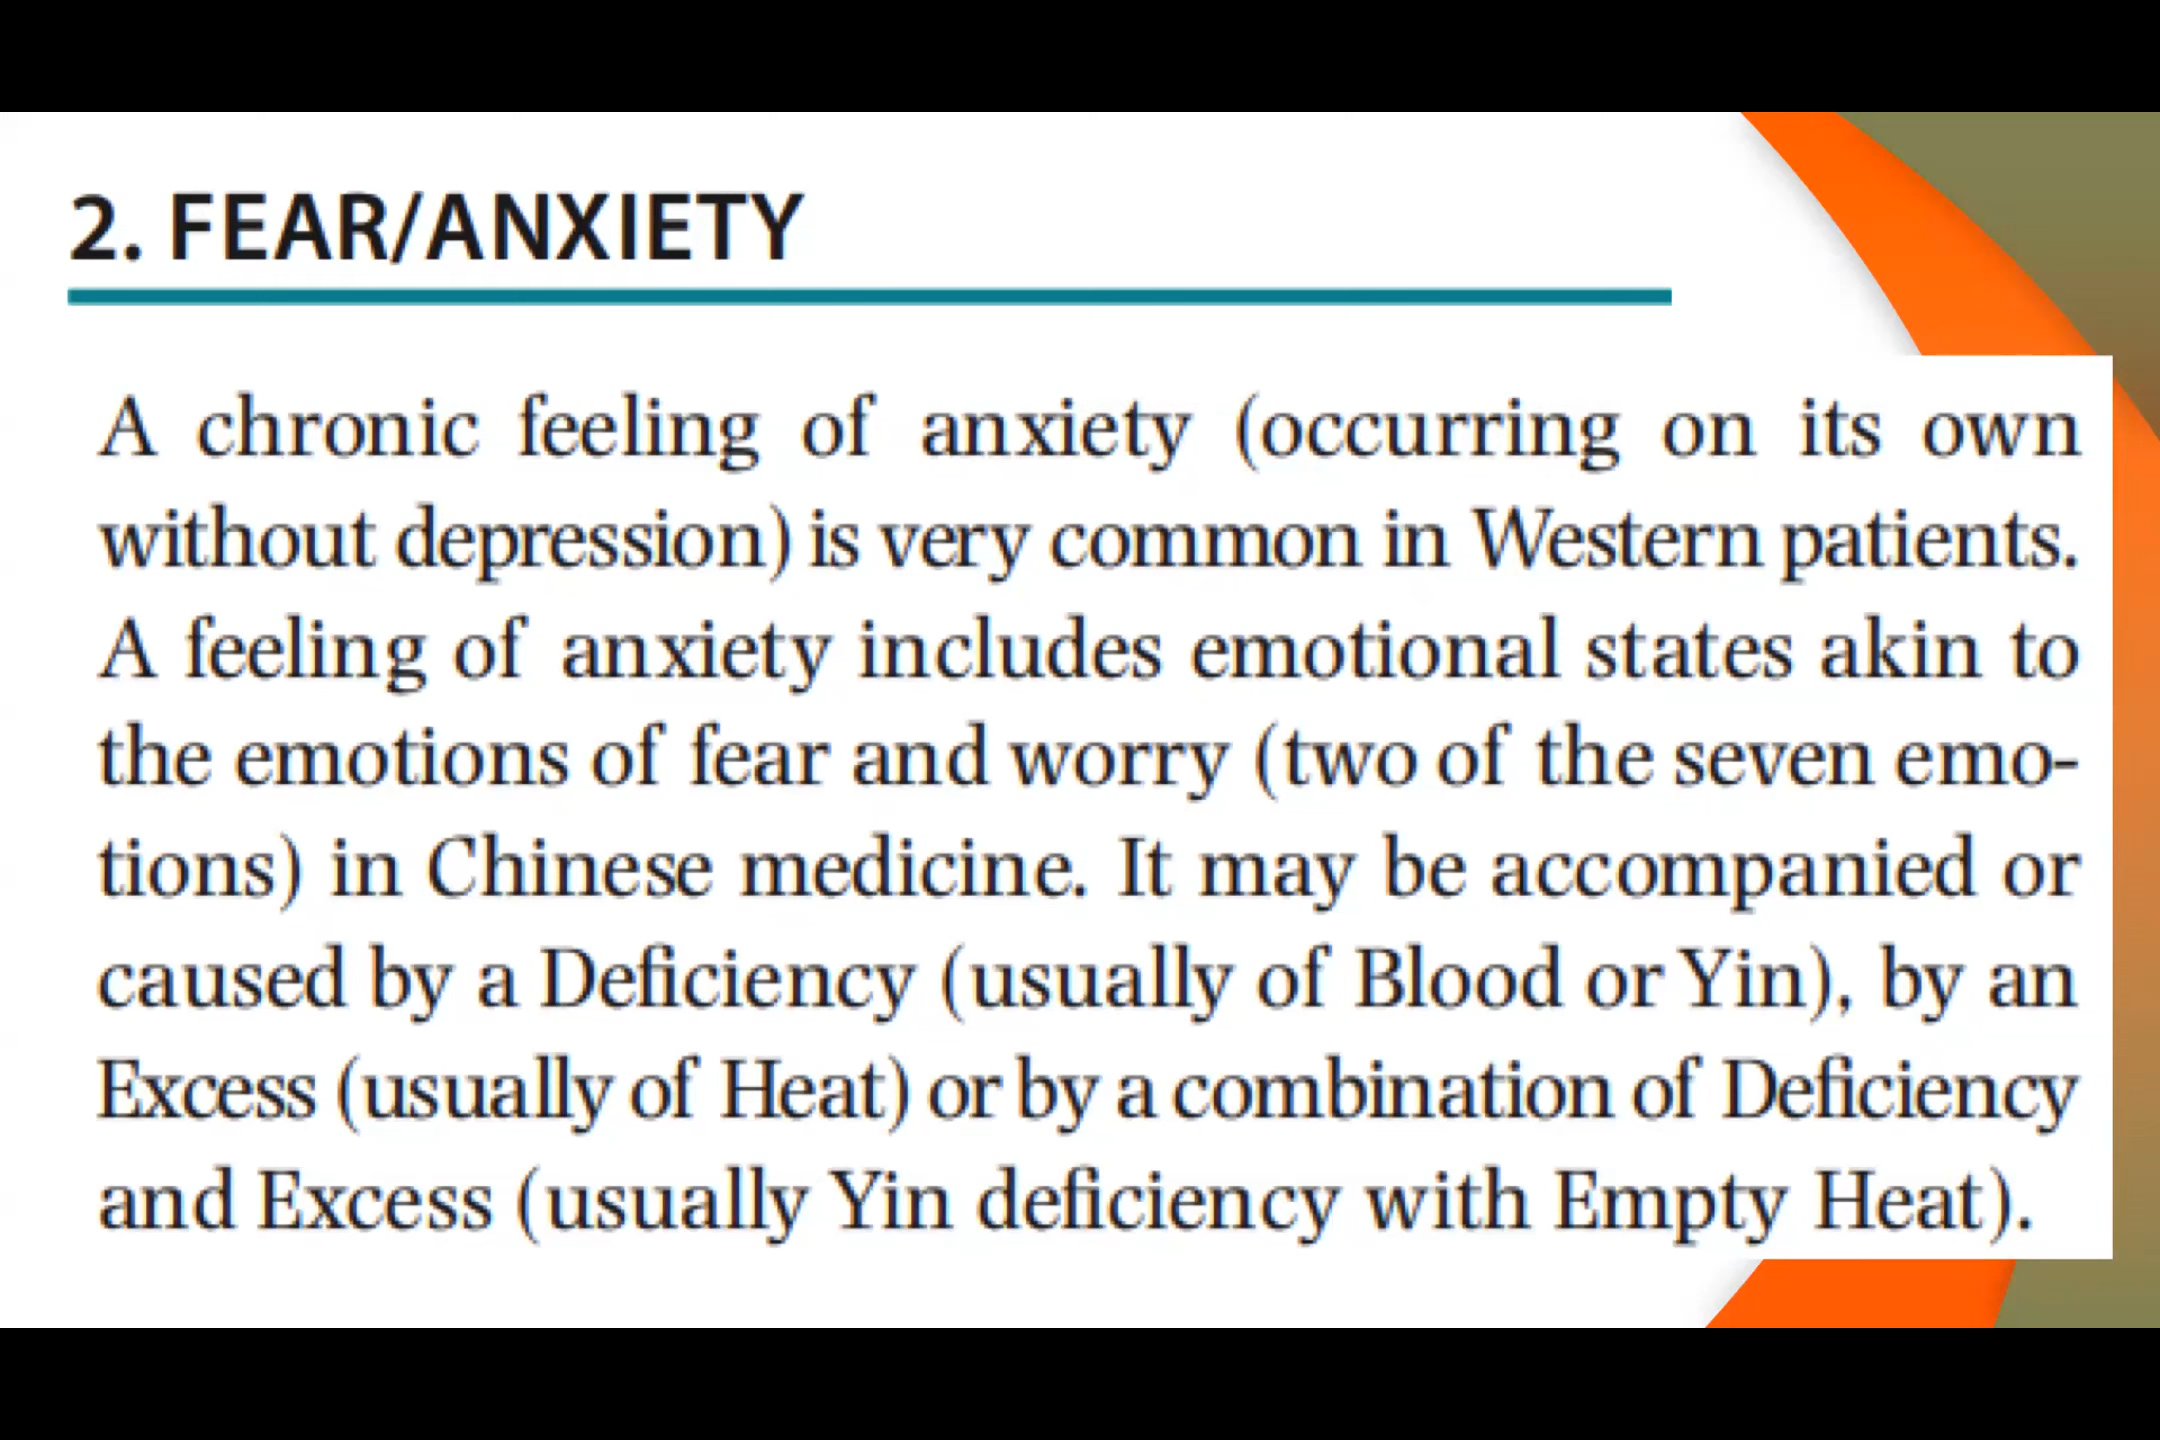 2. FEAR/ANXIETY
A chronic feeling of anxiety (occurring on its own
without depression) is very common in Western patients.
A feeling of anxiety includes emotional states akin to
the emotions of fear and worry (two of the seven emo-
tions) in Chinese medicine. It may be accompanied or
caused by a Deficiency (usually of Blood or Yin), by an
Excess (usually of Heat) or by a combination of Deficiency
and Excess (usually Yin deficiency with Empty Heat).